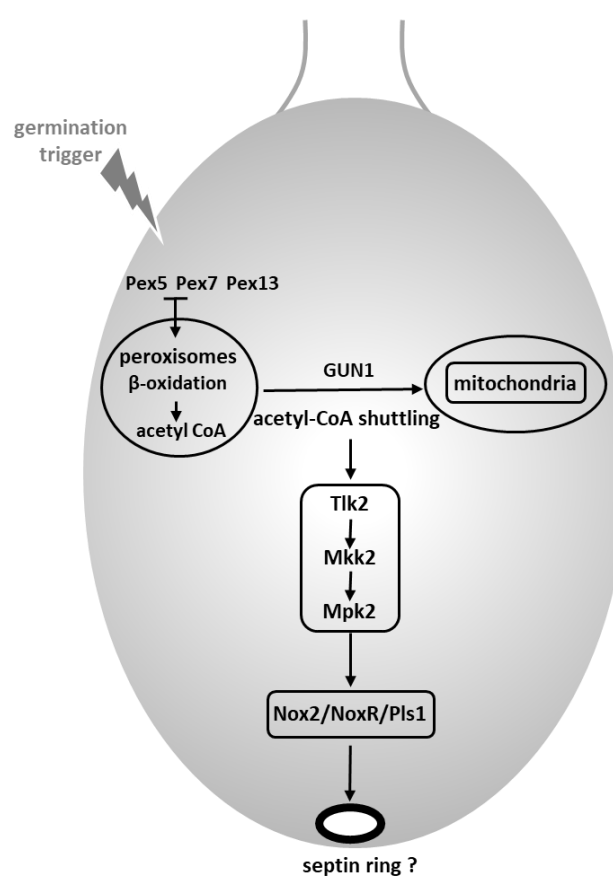 germination
trigger
Pex5 Pex7 Pex13
peroxisomes
β-oxidation
acetyl CoA
GUN1
acetyl-CoA shuttling
mitochondria
Tlk2
Mkk2
Mpk2
Nox2/NoxR/Pls1
septin ring ?